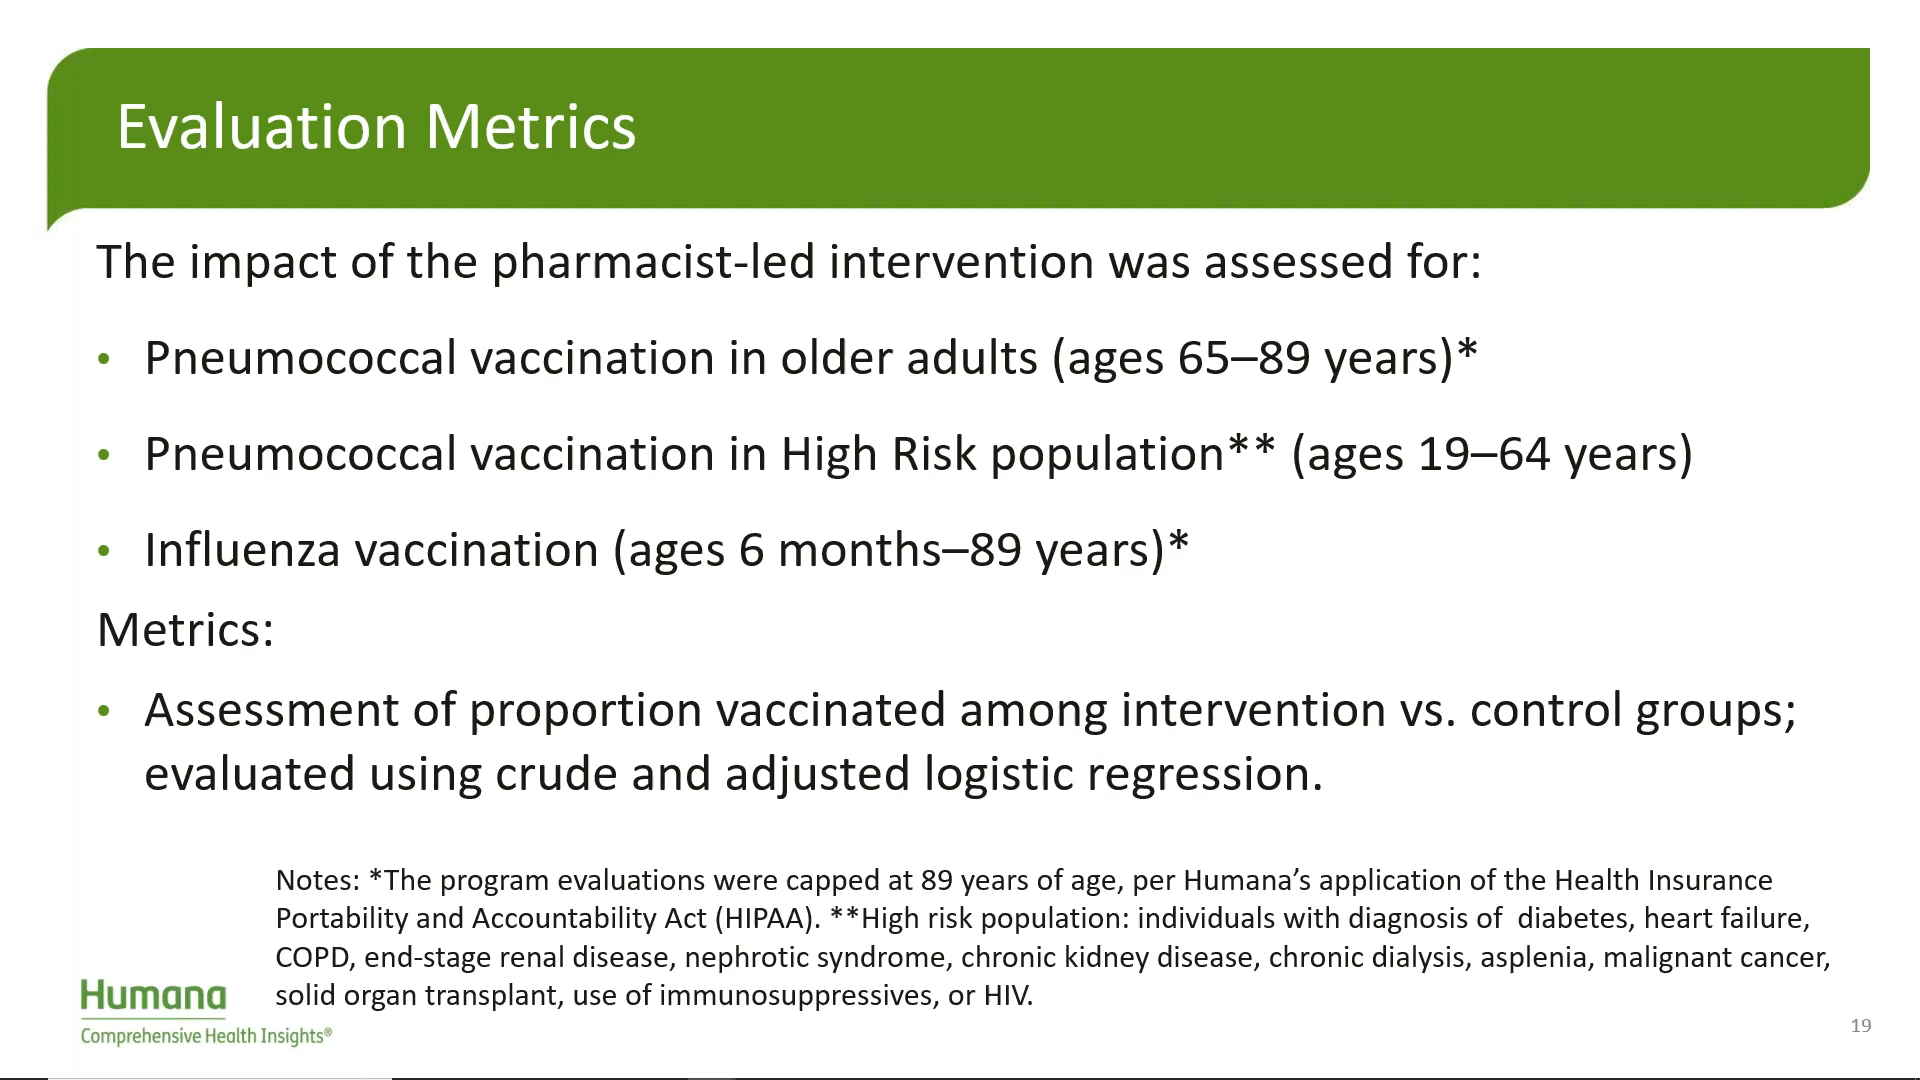 Evaluation Metrics
The impact of the pharmacist-led intervention was assessed for:
• Pneumococcal vaccination in older adults (ages 65–89 years)*
• Pneumococcal vaccination in High Risk population** (ages 19–64 years)
• Influenza vaccination (ages 6 months–89 years)*
Metrics:
• Assessment of proportion vaccinated among intervention vs. control groups;
evaluated using crude and adjusted logistic regression.
Notes: *The program evaluations were capped at 89 years of age, per Humana’s application of the Health Insurance
Portability and Accountability Act (HIPAA). **High risk population: individuals with diagnosis of  diabetes, heart failure,
COPD, end-stage renal disease, nephrotic syndrome, chronic kidney disease, chronic dialysis, asplenia, malignant cancer,
solid organ transplant, use of immunosuppressives, or HIV.
Humana
Comprehensive Health Insights®
19